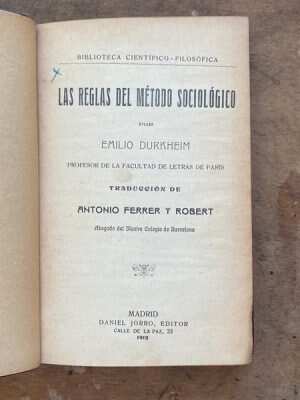 BIBLIOTECA CIENTÍFICO-FILOSÓFICA
LAS REGLAS DEL MÉTODO SOCIOLÓGICO
POR
EMILIO DURKHEIM
PROFESOR DE LA FACULTAD DE LETRAS DE PARÍS
TRADUCCIÓN DE
ANTONIO FERRER Y ROBERT
Abogado del Ilustre Colegio de Barcelona
MADRID
DANIEL JORRO, EDITOR
CALLE DE LA PAZ, 23
1912